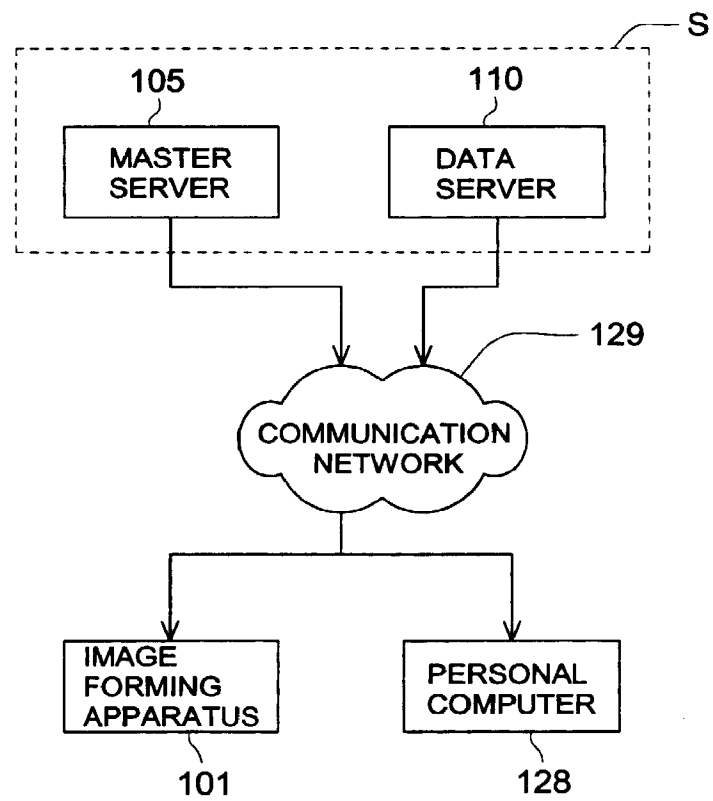 S
105
110
MASTER
SERVER
DATA
SERVER
129
COMMUNICATION
NETWORK
IMAGE
FORMING
APPARATUS
PERSONAL
COMPUTER
101
128